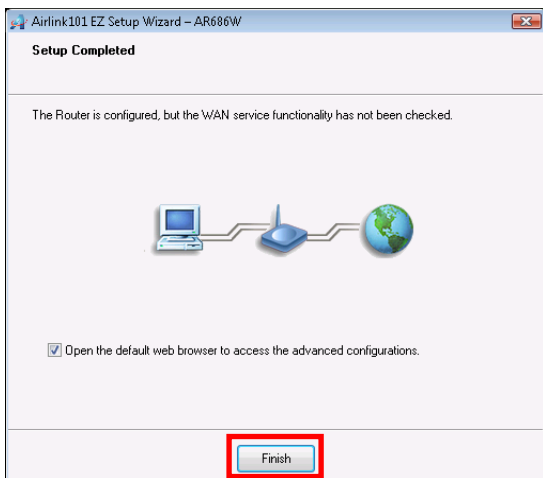 Airlink101 EZ Setup Wizard – AR686W
Setup Completed
The Router is configured, but the WAN service functionality has not been checked.
Open the default web browser to access the advanced configurations.
Finish